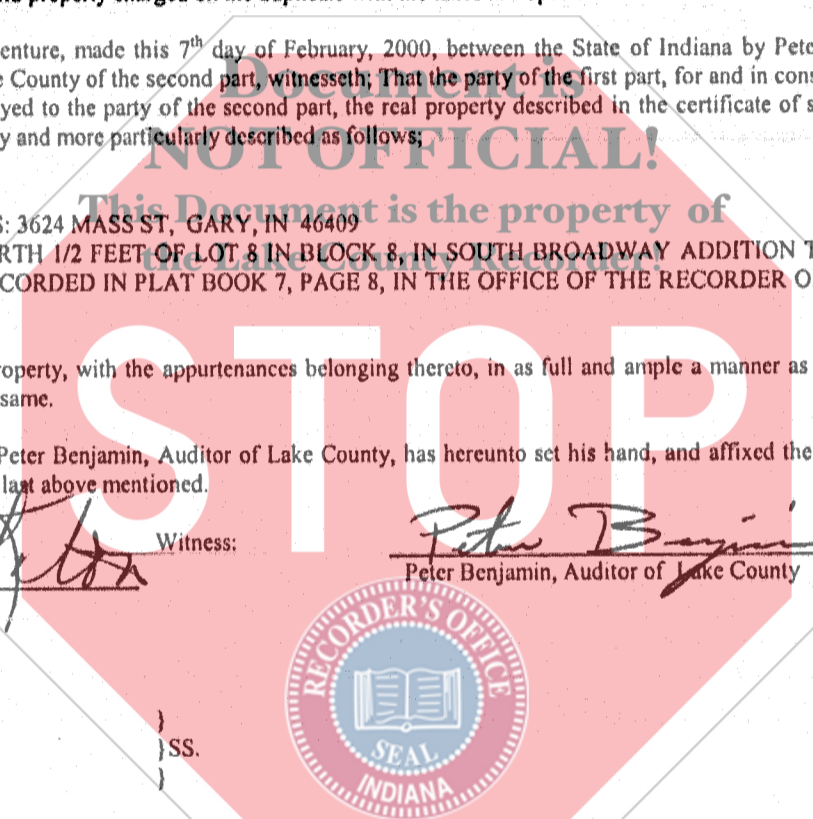 enture, made this 7th day of February, 2000, between the State of Indiana by Pete
County of the second part, witnesseth; That the party of the first part, for and in cons
yed to the party of the second part, the real property described in the certificate of s
y and more particularly described as follows;
Document is
NOT OFFICIAL!
This Document is the property of
the Lake County Recorder!
S: 3624 MASS ST, GARY, IN 46409
RTH 1/2 FEET OF LOT 8 IN BLOCK 8, IN SOUTH BROADWAY ADDITION T
CORDED IN PLAT BOOK 7, PAGE 8, IN THE OFFICE OF THE RECORDER O
STOP
roperty, with the appurtenances belonging thereto, in as full and ample a manner as
same.
Peter Benjamin, Auditor of Lake County, has hereunto set his hand, and affixed the
last above mentioned.
Witness:
Peter Benjamin
Peter Benjamin, Auditor of Lake County
RECORDER'S OFFICE
SEAL
INDIANA
}
}SS.
}